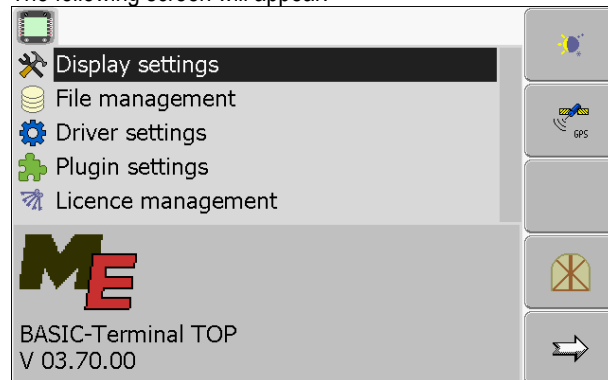 The following screen will appear:
Display settings
File management
Driver settings
Plugin settings
Licence management
GPS
ME
BASIC-Terminal TOP
V 03.70.00